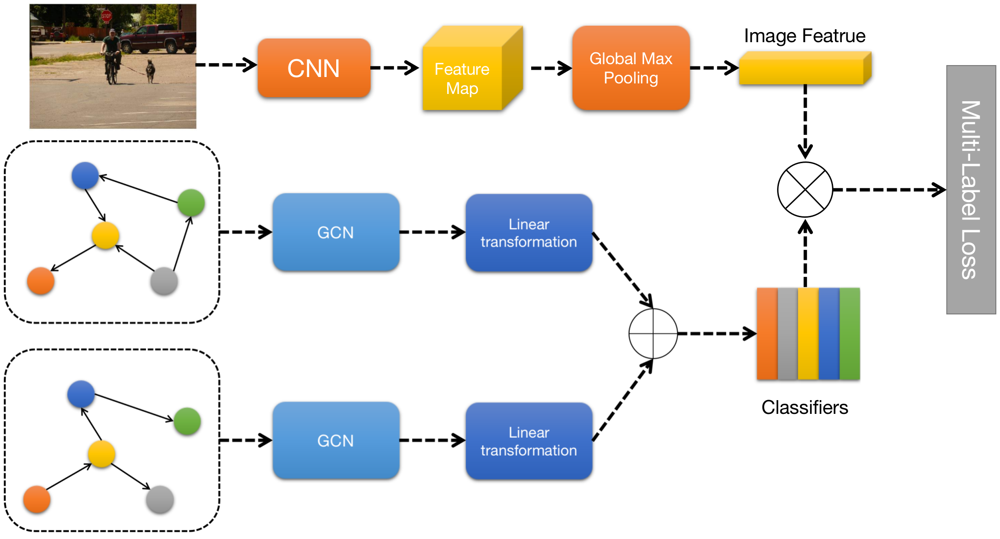 STOP
CNN
Feature
Map
Global Max
Pooling
Image Featrue
Multi-Label Loss
GCN
Linear
transformation
GCN
Linear
transformation
Classifiers